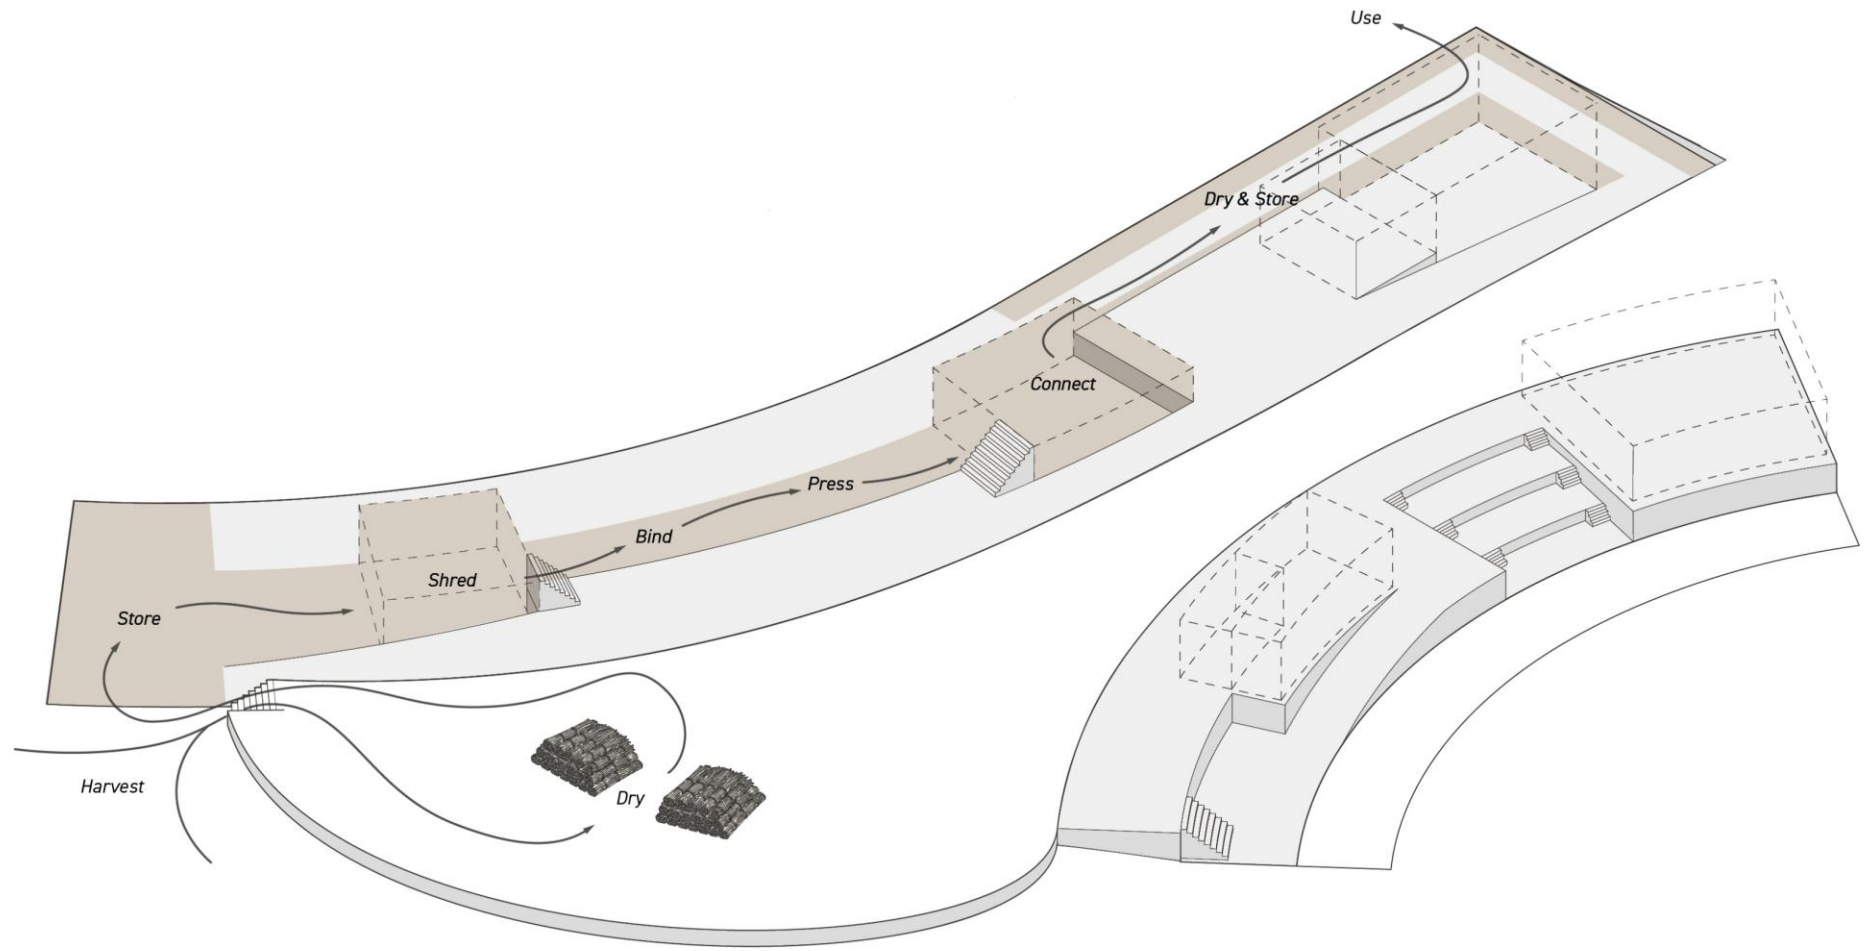 Use
Dry & Store
Connect
Press
Bind
Shred
Store
Harvest
Dry